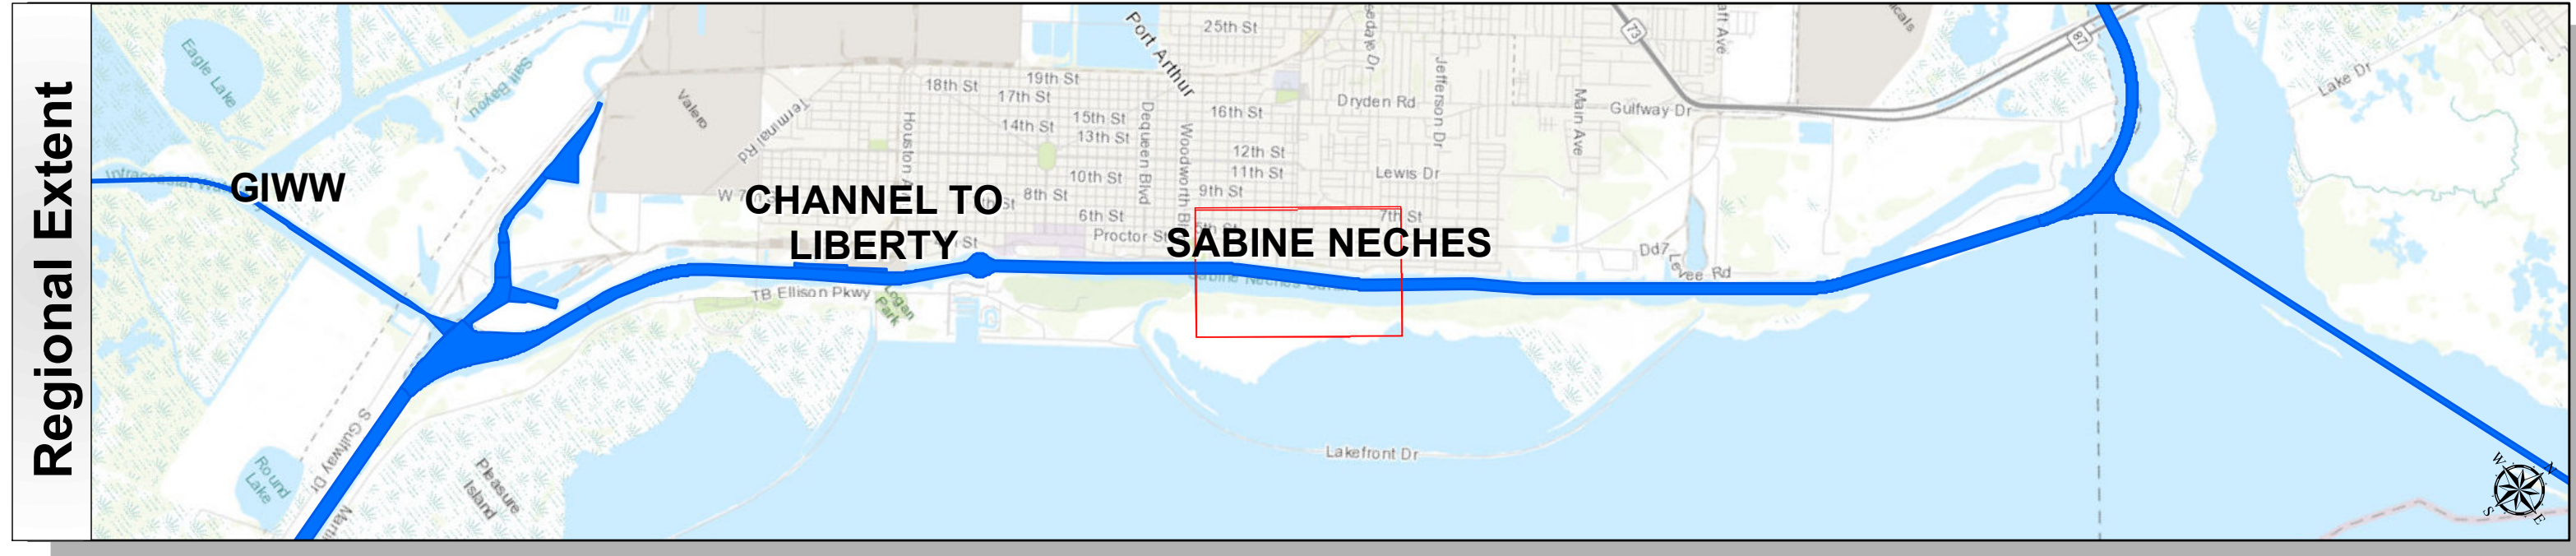 Regional Extent
Eagle Lake
Salt Bayou
Valero
Terminal Rd
Port Arthur
25th St
73
87
Lake Dr
18th St
19th St
17th St
15th St
14th St
13th St
16th St
Dryden Rd
Jefferson Dr
Main Ave
Gulfway Dr
Dequeen Blvd
12th St
11th St
10th St
9th St
8th St
Lewis Dr
GIWW
CHANNEL TO
LIBERTY
6th St
7th St
Proctor St
SABINE NECHES
Levee Rd
TB Ellison Pkwy
Logan
Park
Lakefront Dr
S Gulfway Dr
Round
Lake
Pleasure
Island
W
N
S
E